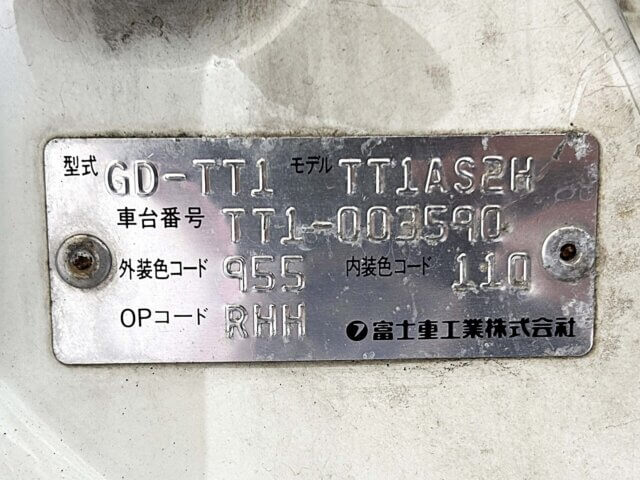 型式 GD-TT1 モデル TT1AS2H
車台番号 TT1-003590
外装色コード 955 内装色コード 110
OPコード RHH 富士重工業株式会社